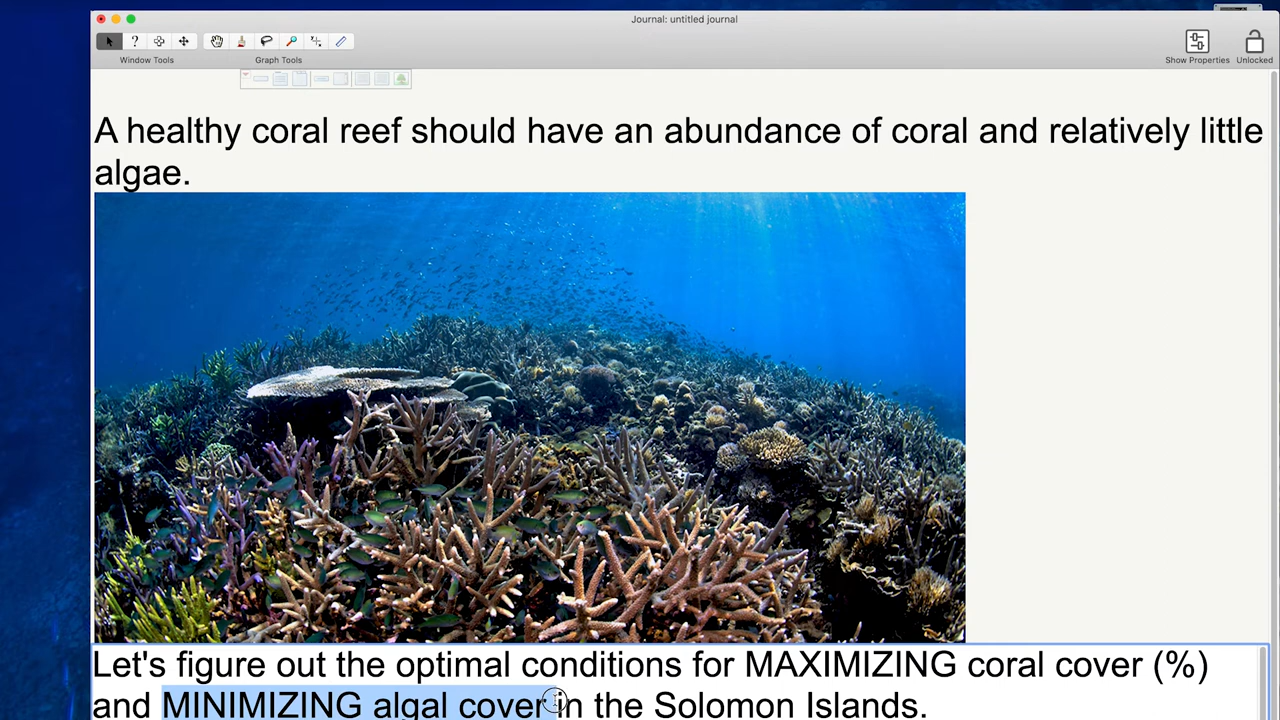 Journal: untitled journal
?
Window Tools
Graph Tools
Show Properties
Unlocked
A healthy coral reef should have an abundance of coral and relatively little
algae.
Let's figure out the optimal conditions for MAXIMIZING coral cover (%)
and MINIMIZING algal cover in the Solomon Islands.